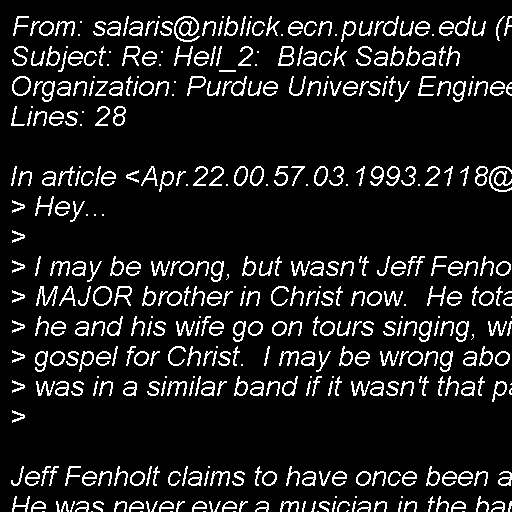 From: salaris@niblick.ecn.purdue.edu (
Subject: Re: Hell_2:  Black Sabbath
Organization: Purdue University Enginee
Lines: 28

In article <Apr.22.00.57.03.1993.2118@
> Hey...
>
> I may be wrong, but wasn't Jeff Fenho
> MAJOR brother in Christ now.  He tota
> he and his wife go on tours singing, wi
> gospel for Christ.  I may be wrong abo
> was in a similar band if it wasn't that pa
>

Jeff Fenholt claims to have once been a
He was never ever a musician in the ban